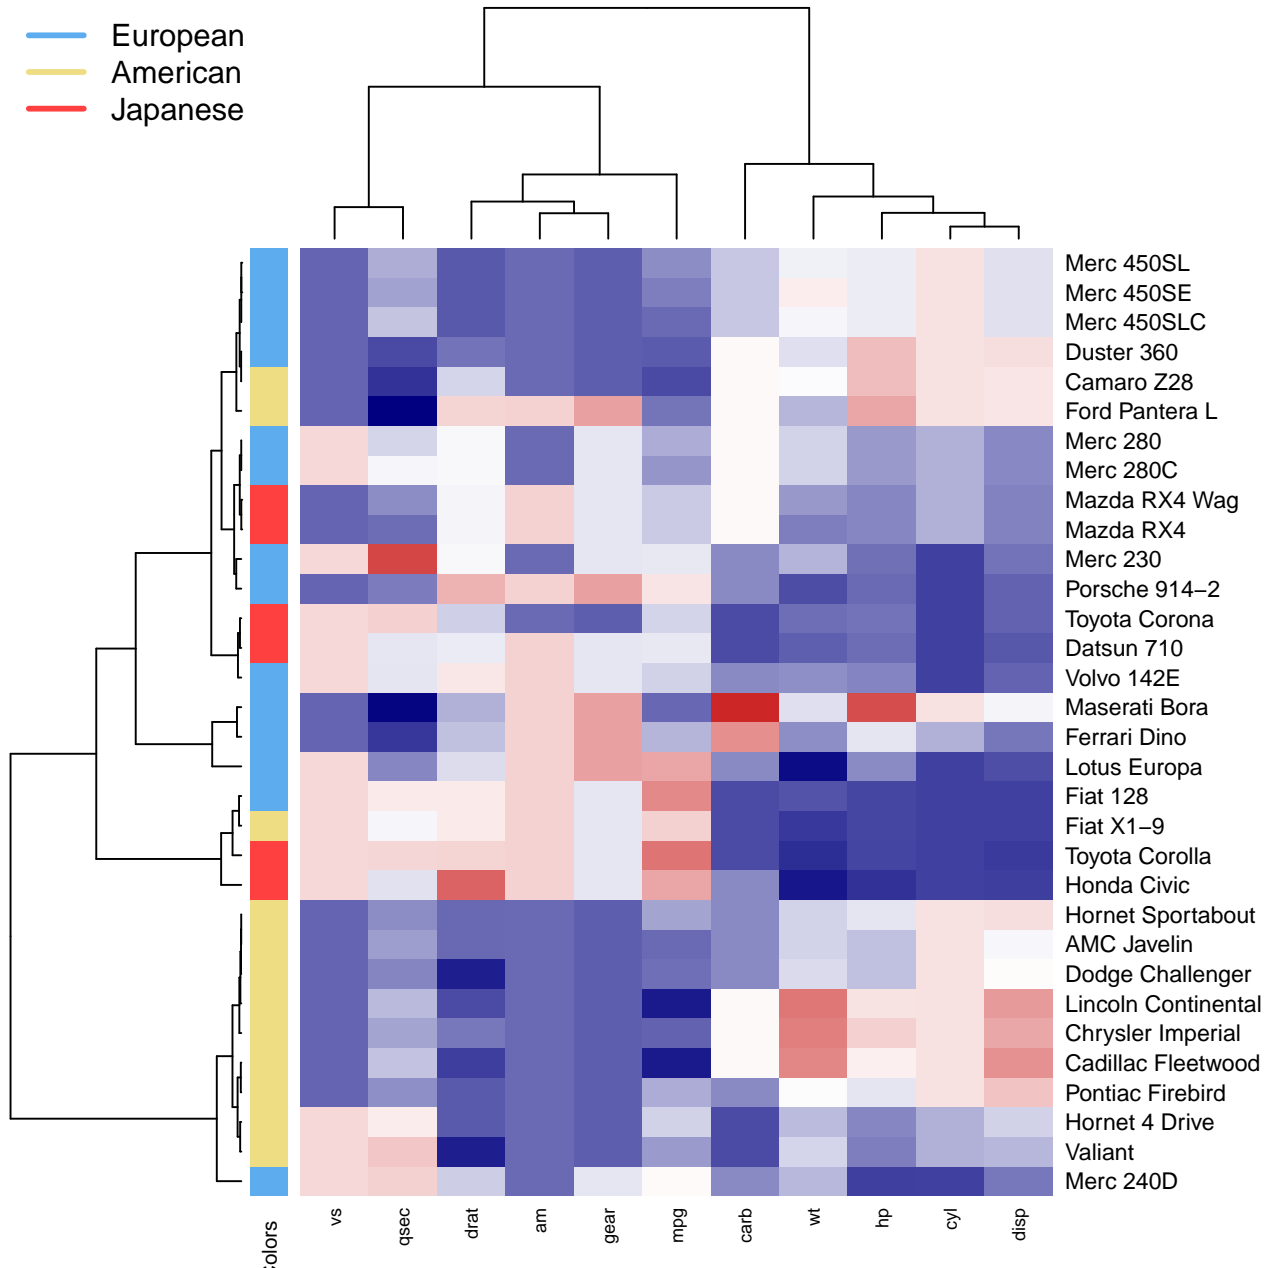 European
American
Japanese
Merc 450SL
Merc 450SE
Merc 450SLC
Duster 360
Camaro Z28
Ford Pantera L
Merc 280
Merc 280C
Mazda RX4 Wag
Mazda RX4
Merc 230
Porsche 914−2
Toyota Corona
Datsun 710
Volvo 142E
Maserati Bora
Ferrari Dino
Lotus Europa
Fiat 128
Fiat X1−9
Toyota Corolla
Honda Civic
Hornet Sportabout
AMC Javelin
Dodge Challenger
Lincoln Continental
Chrysler Imperial
Cadillac Fleetwood
Pontiac Firebird
Hornet 4 Drive
Valiant
Merc 240D
vs
qsec
drat
am
gear
mpg
carb
wt
hp
cyl
disp